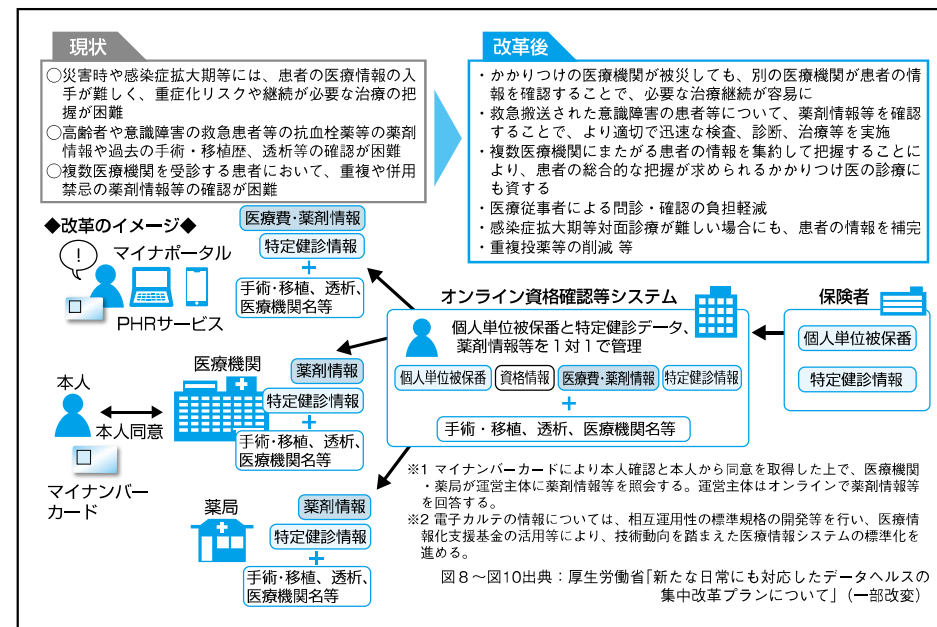 現状
○災害時や感染症拡大期等には、患者の医療情報の入
手が難しく、重症化リスクや継続が必要な治療の把
握が困難
○高齢者や意識障害の救急患者等の抗血栓薬等の薬剤
情報や過去の手術・移植歴、透析等の確認が困難
○複数医療機関を受診する患者において、重複や併用
禁忌の薬剤情報等の確認が困難
改革後
・かかりつけの医療機関が被災しても、別の医療機関が患者の情
報を確認することで、必要な治療継続が容易に
・救急搬送された意識障害の患者等について、薬剤情報等を確認
することで、より適切で迅速な検査、診断、治療等を実施
・複数医療機関にまたがる患者の情報を集約して把握することに
より、患者の総合的な把握が求められるかかりつけ医の診療に
も資する
・医療従事者による問診・確認の負担軽減
・感染症拡大期等対面診療が難しい場合にも、患者の情報を補完
・重複投薬等の削減 等
◆改革のイメージ◆
!
マイナポータル
PHRサービス
医療費・薬剤情報
特定健診情報
+
手術・移植、透析、
医療機関名等
本人
本人同意
マイナンバー
カード
医療機関
薬剤情報
特定健診情報
+
手術・移植、透析、
医療機関名等
薬局
薬剤情報
特定健診情報
+
手術・移植、透析、
医療機関名等
オンライン資格確認等システム
個人単位被保番と特定健診データ、
薬剤情報等を1対1で管理
個人単位被保番 資格情報 医療費・薬剤情報 特定健診情報
+
手術・移植、透析、医療機関名等
保険者
個人単位被保番
特定健診情報
※1 マイナンバーカードにより本人確認と本人から同意を取得した上で、医療機関
・薬局が運営主体に薬剤情報等を照会する。運営主体はオンラインで薬剤情報等
を回答する。
※2 電子カルテの情報については、相互運用性の標準規格の開発等を行い、医療情
報化支援基金の活用等により、技術動向を踏まえた医療情報システムの標準化を
進める。
図8~図10出典:厚生労働省「新たな日常にも対応したデータヘルスの
集中改革プランについて」(一部改変)